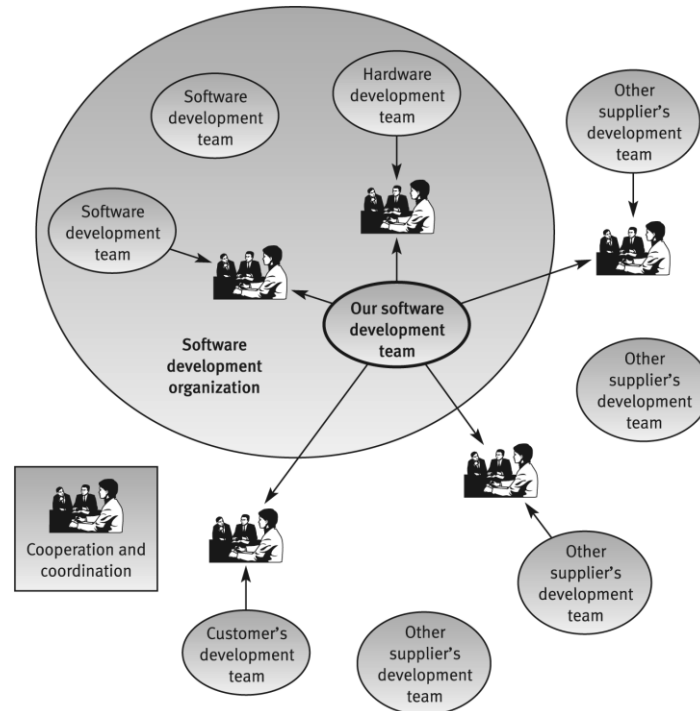 Software
development
team
Hardware
development
team
Other
supplier's
development
team
Software
development
team
Our software
development
team
Software
development
organization
Other
supplier's
development
team
Cooperation and
coordination
Other
supplier's
development
team
Customer's
development
team
Other
supplier's
development
team